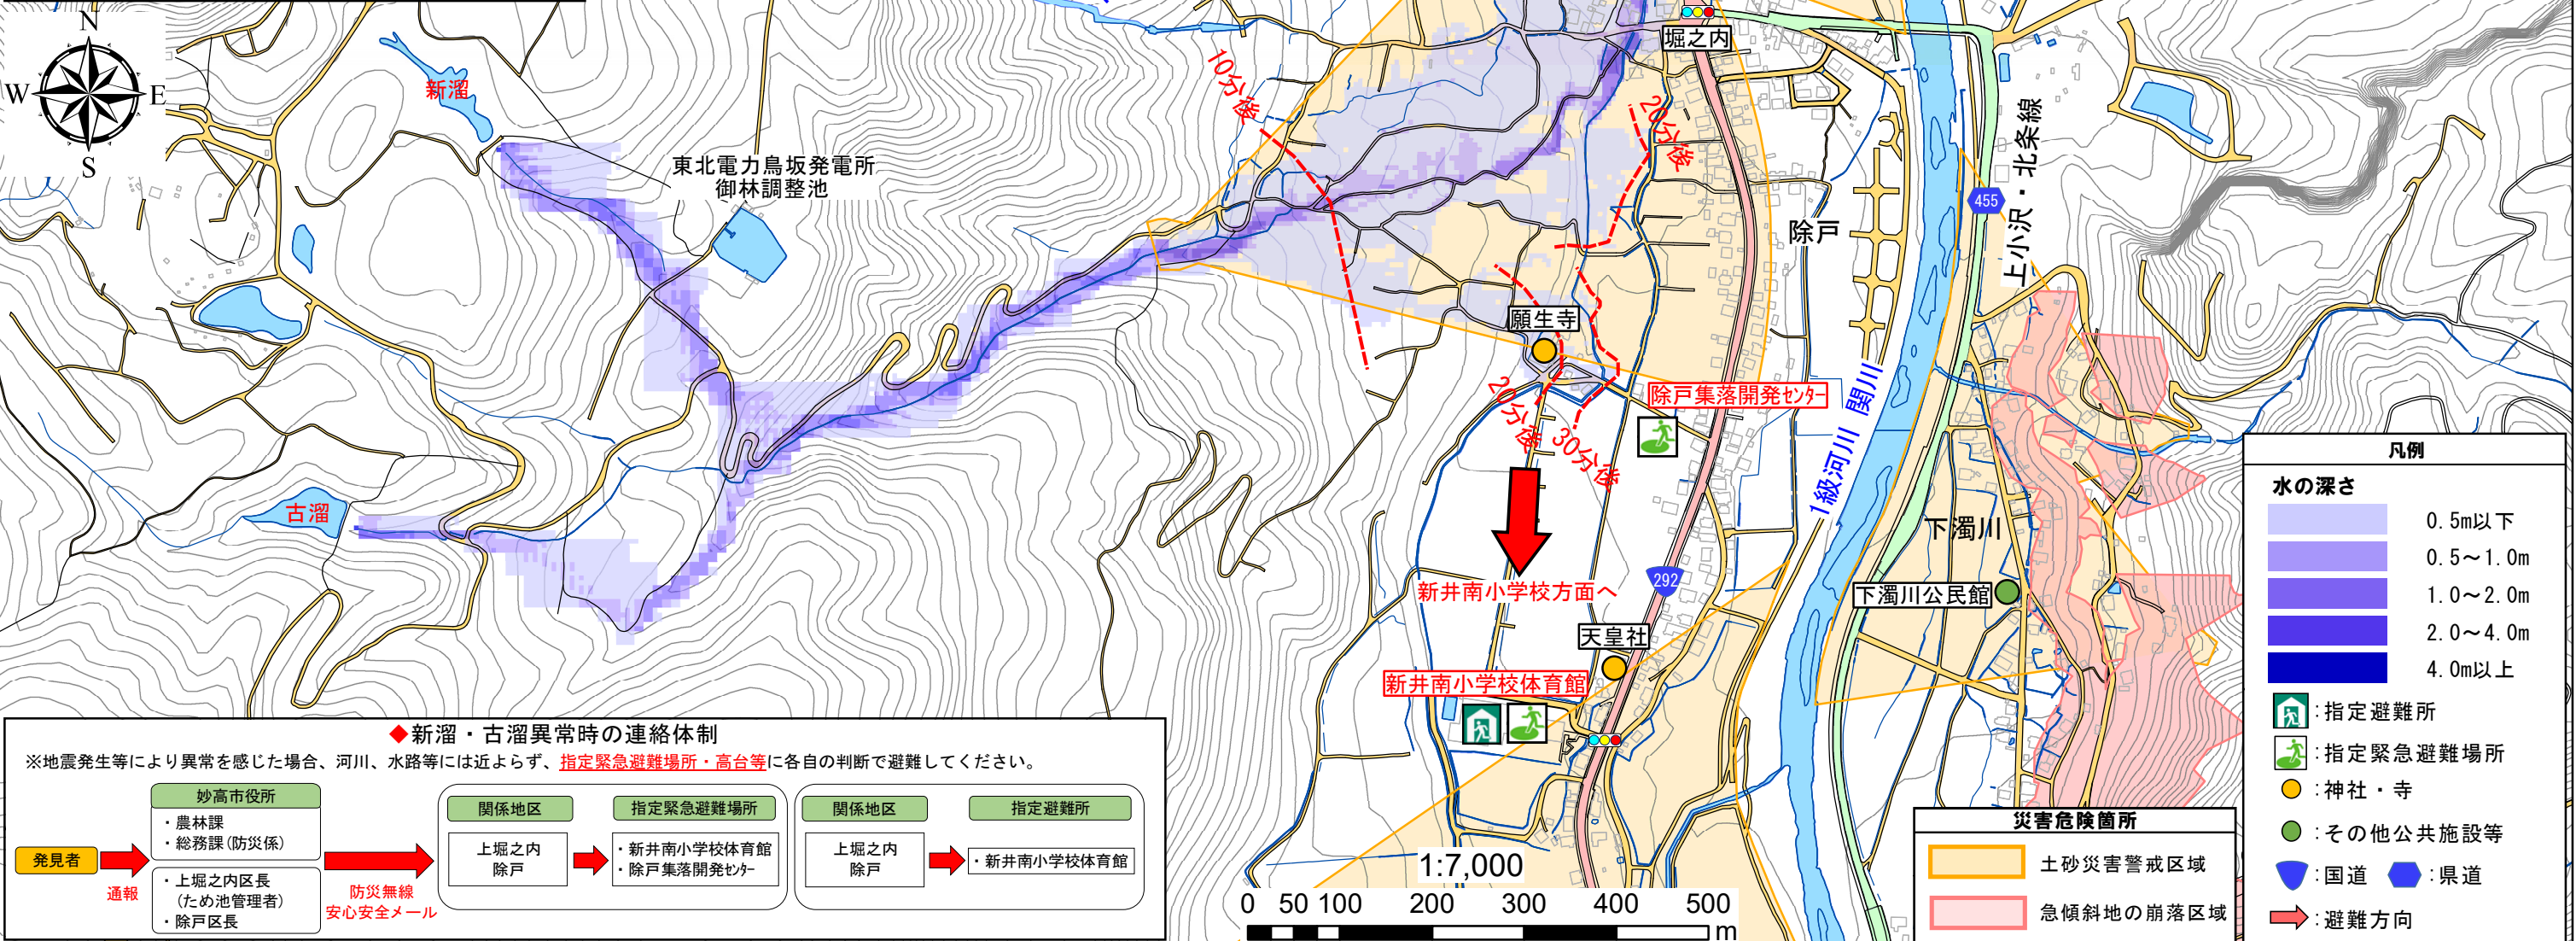 N
W
E
S
新溜
東北電力鳥坂発電所
御林調整池
古溜
10分後
20分後
堀之内
除戸
455
上小沢・北条線
願生寺
除戸集落開発ｾﾝﾀｰ
20分後
30分後
1級河川 関川
新井南小学校方面へ
292
天皇社
新井南小学校体育館
下濁川
下濁川公民館
1:7,000
0 50 100 200 300 400 500
m
◆新溜・古溜異常時の連絡体制
※地震発生等により異常を感じた場合、河川、水路等には近よらず、指定緊急避難場所・高台等に各自の判断で避難してください。
発見者
通報
妙高市役所
・農林課
・総務課(防災係)
・上堀之内区長
(ため池管理者)
・除戸区長
防災無線
安心安全メール
関係地区
上堀之内
除戸
指定緊急避難場所
・新井南小学校体育館
・除戸集落開発ｾﾝﾀｰ
関係地区
上堀之内
除戸
指定避難所
・新井南小学校体育館
災害危険箇所
土砂災害警戒区域
急傾斜地の崩落区域
凡例
水の深さ
0.5m以下
0.5～1.0m
1.0～2.0m
2.0～4.0m
4.0m以上
:指定避難所
:指定緊急避難場所
:神社・寺
:その他公共施設等
:国道 :県道
:避難方向